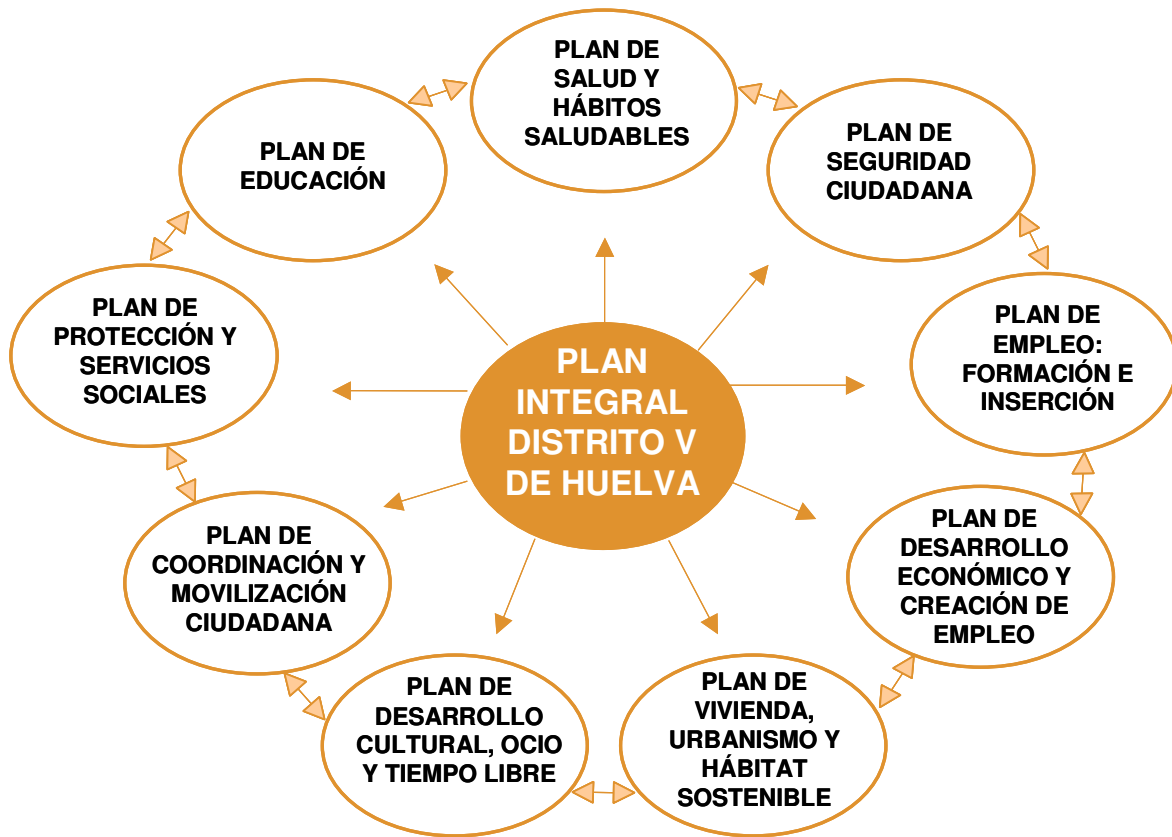 PLAN DE
SALUD Y
HÁBITOS
SALUDABLES
PLAN DE
SEGURIDAD
CIUDADANA
PLAN DE
EMPLEO:
FORMACIÓN E
INSERCIÓN
PLAN DE
DESARROLLO
ECONÓMICO Y
CREACIÓN DE
EMPLEO
PLAN DE
VIVIENDA,
URBANISMO Y
HÁBITAT
SOSTENIBLE
PLAN DE
DESARROLLO
CULTURAL, OCIO
Y TIEMPO LIBRE
PLAN DE
COORDINACIÓN Y
MOVILIZACIÓN
CIUDADANA
PLAN DE
PROTECCIÓN Y
SERVICIOS
SOCIALES
PLAN DE
EDUCACIÓN
PLAN
INTEGRAL
DISTRITO V
DE HUELVA